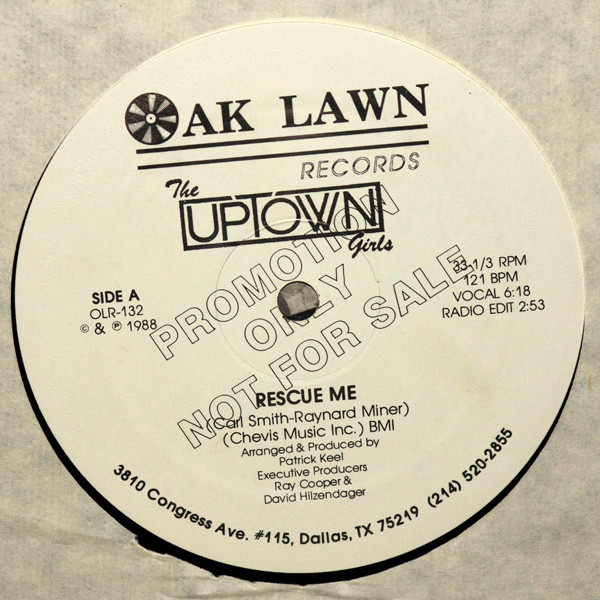 OAK LAWN
RECORDS
The
UPTOWN
Girls
PROMOTION
ONLY
NOT FOR SALE
SIDE A
OLR-132
© & ℗ 1988
33-1/3 RPM
121 BPM
VOCAL 6:18
RADIO EDIT 2:53
RESCUE ME
(Carl Smith-Raynard Miner)
(Chevis Music Inc.) BMI
Arranged & Produced by
Patrick Keel
Executive Producers
Ray Cooper &
David Hilzendager
3810 Congress Ave. #115, Dallas, TX 75219 (214) 520-2855